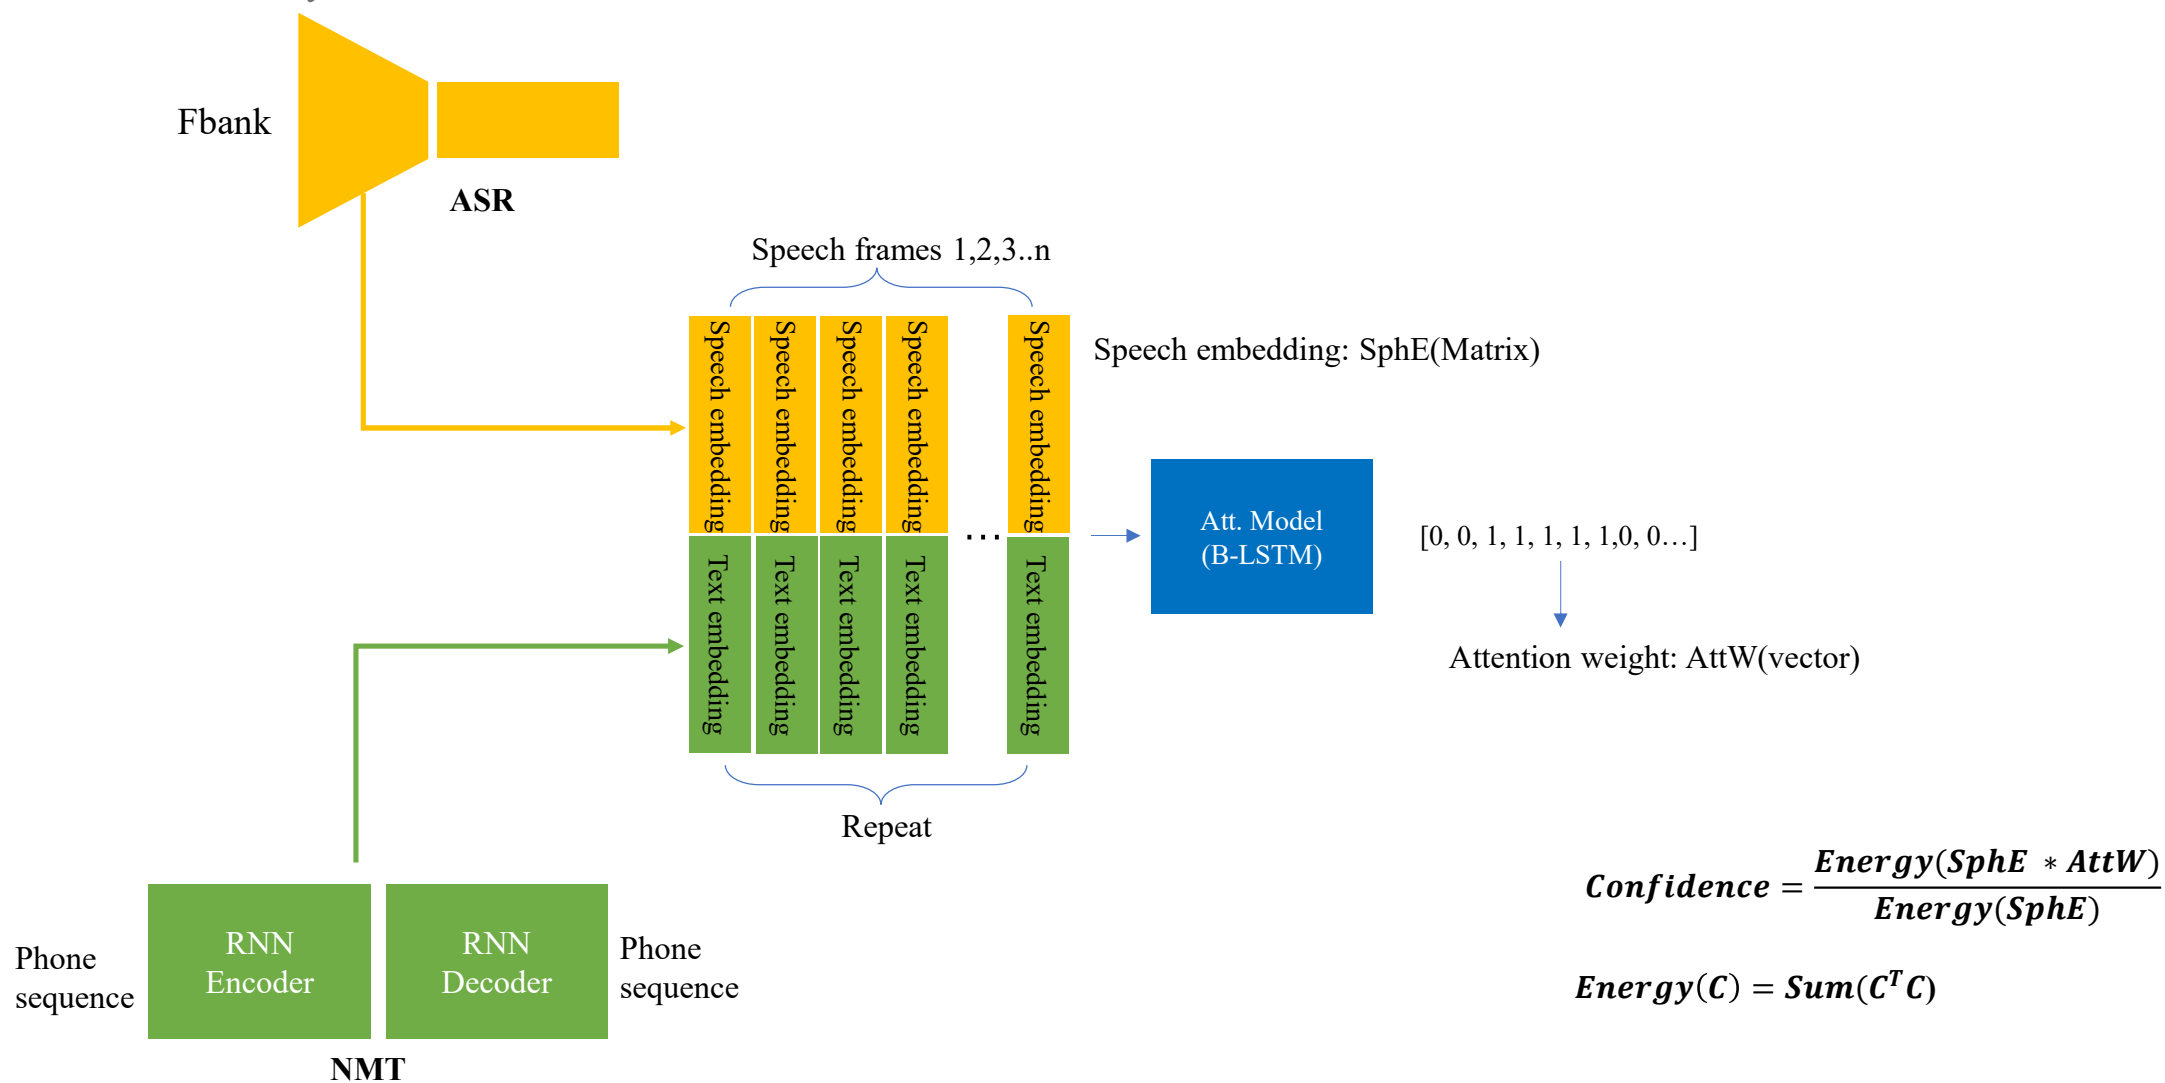 Fbank
ASR
Speech frames 1,2,3..n
Speech embedding
Speech embedding
Speech embedding
Speech embedding
Speech embedding
Speech embedding: SphE(Matrix)
Text embedding
Text embedding
Text embedding
Text embedding
...
Text embedding
Att. Model
(B-LSTM)
[0, 0, 1, 1, 1, 1, 1,0, 0…]
Attention weight: AttW(vector)
Repeat
Confidence = Energy(SphE * AttW) / Energy(SphE)
Energy(C) = Sum(CᵀC)
Phone
sequence
RNN
Encoder
RNN
Decoder
Phone
sequence
NMT